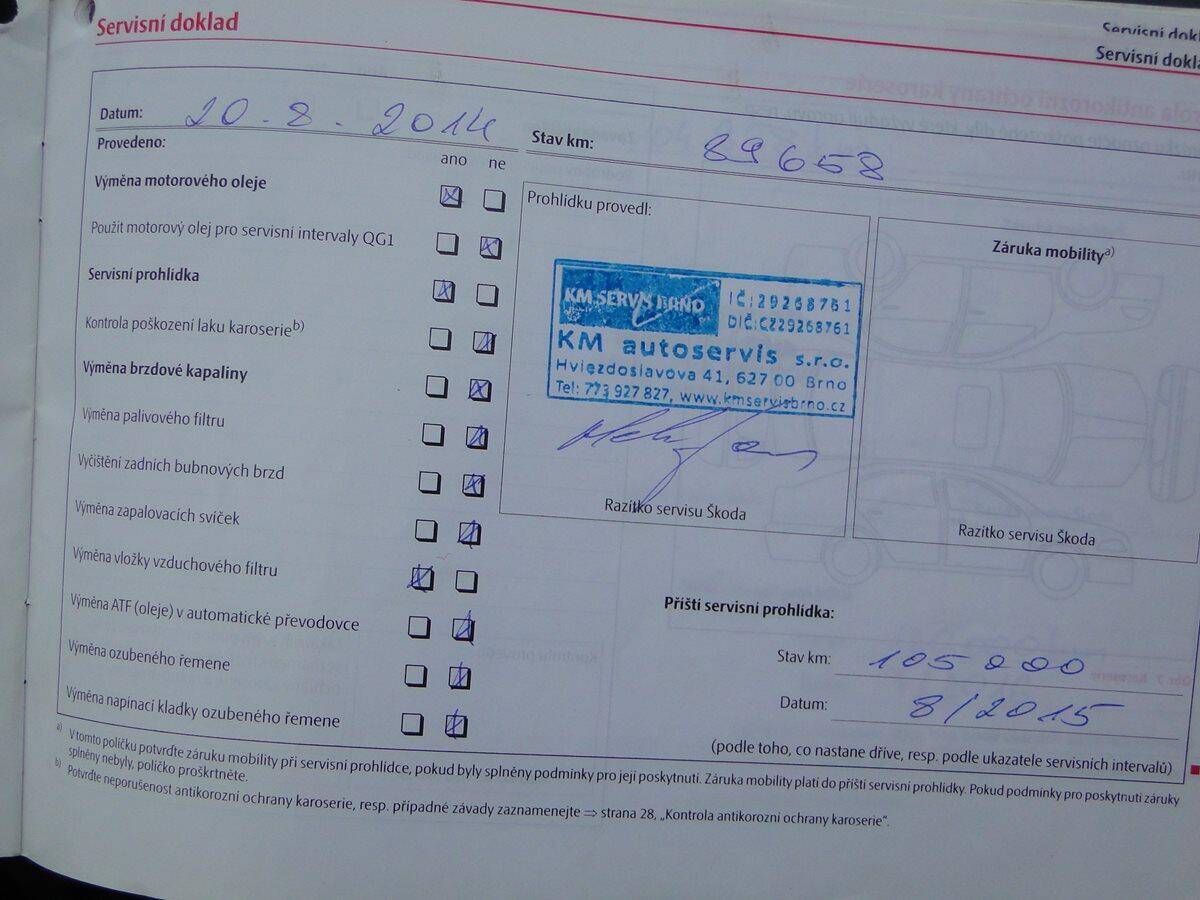 Servisní doklad
Servisní dokl
Servisní dokla
Datum: 20.8.2014
Stav km: 89658
Provedeno:
ano ne
Výměna motorového oleje
Použit motorový olej pro servisní intervaly QG1
Servisní prohlídka
Kontrola poškození laku karoserie b)
Výměna brzdové kapaliny
Výměna palivového filtru
Vyčištění zadních bubnových brzd
Výměna zapalovacích svíček
Výměna vložky vzduchového filtru
Výměna ATF (oleje) v automatické převodovce
Výměna ozubeného řemene
Výměna napínací kladky ozubeného řemene
Prohlídku provedl:
KM SERVIS BRNO
IČ:29268761
DIČ:CZ29268761
KM autoservis s.r.o.
Hviezdoslavova 41, 627 00 Brno
Tel: 773 927 827, www.kmservisbrno.cz
Razítko servisu Škoda
Záruka mobility a)
Razítko servisu Škoda
Příští servisní prohlídka:
Stav km: 105000
Datum: 8/2015
(podle toho, co nastane dříve, resp. podle ukazatele servisních intervalů)
a) V tomto políčku potvrďte záruku mobility při servisní prohlídce, pokud byly splněny podmínky pro její poskytnutí. Záruka mobility platí do příští servisní prohlídky. Pokud podmínky pro poskytnutí záruky
splněny nebyly, políčko proškrtněte.
b) Potvrďte neporušenost antikorozní ochrany karoserie, resp. případné závady zaznamenejte ⇒ strana 28, „Kontrola antikorozní ochrany karoserie“.